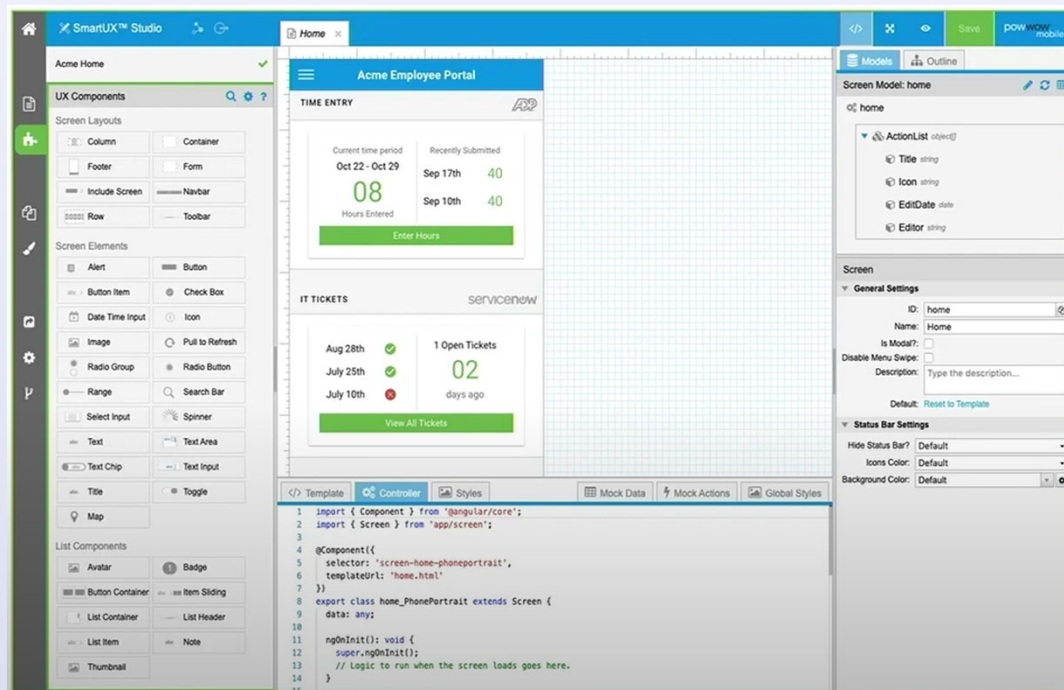 SmartUX™ Studio
Home
Save
powwow
mobile
Acme Home
UX Components
?
Screen Layouts
Column
Container
Footer
Form
Include Screen
Navbar
Row
Toolbar
Screen Elements
Alert
Button
Button Item
Check Box
Date Time Input
Icon
Image
Pull to Refresh
Radio Group
Radio Button
Range
Search Bar
Select Input
Spinner
Text
Text Area
Text Chip
Text Input
Title
Toggle
Map
List Components
Avatar
Badge
Button Container
Item Sliding
List Container
List Header
List Item
Note
Thumbnail
Acme Employee Portal
TIME ENTRY
ADP
Current time period
Oct 22 - Oct 29
08
Hours Entered
Recently Submitted
Sep 17th 40
Sep 10th 40
Enter Hours
IT TICKETS
servicenow
Aug 28th
July 25th
July 10th
1 Open Tickets
02
days ago
View All Tickets
</> Template
Controller
Styles
Mock Data
Mock Actions
Global Styles
1 import { Component } from '@angular/core';
2 import { Screen } from 'app/screen';
3
4 @Component({
5 selector: 'screen-home-phoneportrait',
6 templateUrl: 'home.html'
7 })
8 export class home_PhonePortrait extends Screen {
9 data: any;
10
11 ngOnInit(): void {
12 super.ngOnInit();
13 // Logic to run when the screen loads goes here.
14 }
Models
Outline
Screen Model: home
home
ActionList object[]
Title string
Icon string
EditDate date
Editor string
Screen
General Settings
ID: home
Name: Home
Is Modal?:
Disable Menu Swipe:
Description: Type the description...
Default: Reset to Template
Status Bar Settings
Hide Status Bar? Default
Icons Color: Default
Background Color: Default